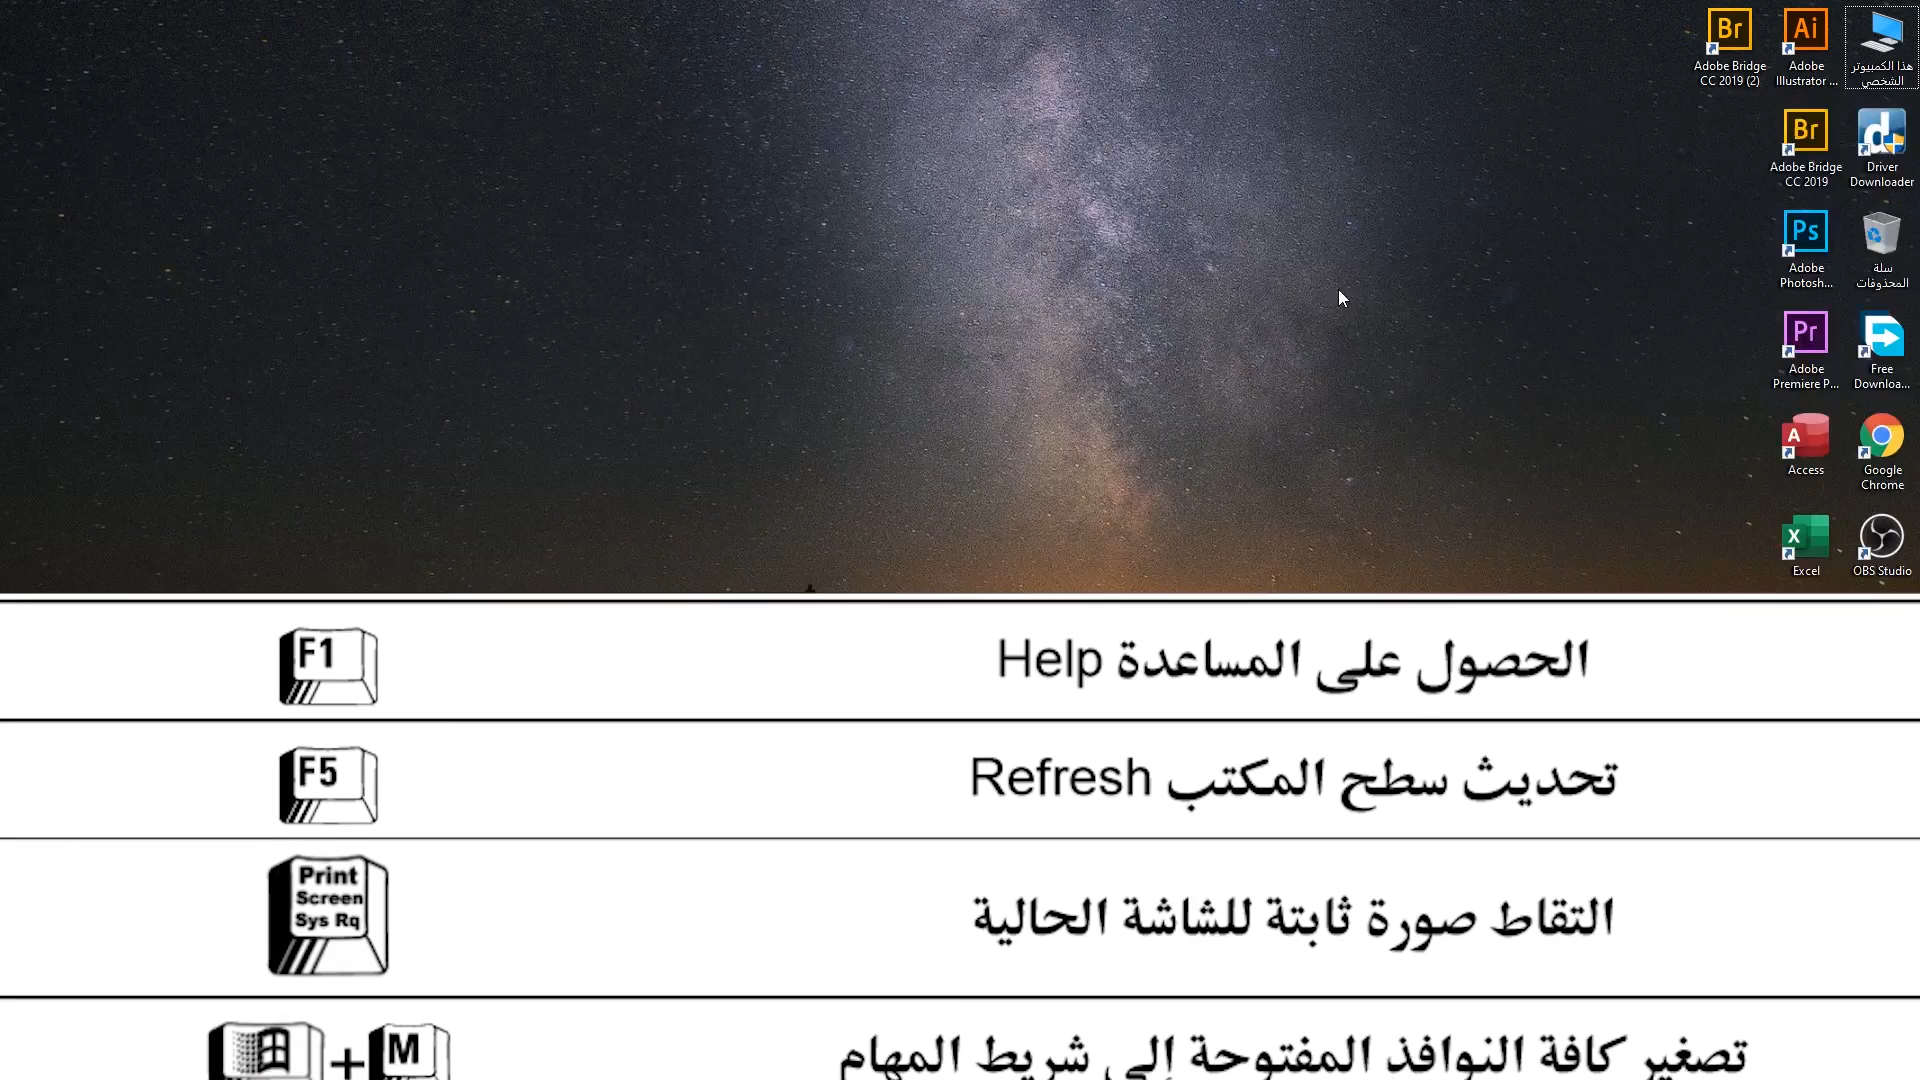 Adobe Bridge
CC 2019 (2)
Adobe
Illustrator ...
هذا الكمبيوتر
الشخصي
Adobe Bridge
CC 2019
Driver
Downloader
Adobe
Photosh...
سلة
المحذوفات
Adobe
Premiere P...
Free
Downloa...
Access
Google
Chrome
Excel
OBS Studio
الحصول على المساعدة Help
F1
تحديث سطح المكتب Refresh
F5
التقاط صورة ثابتة للشاشة الحالية
Print
Screen
Sys Rq
تصغير كافة النوافذ المفتوحة إلى شريط المهام
+ M